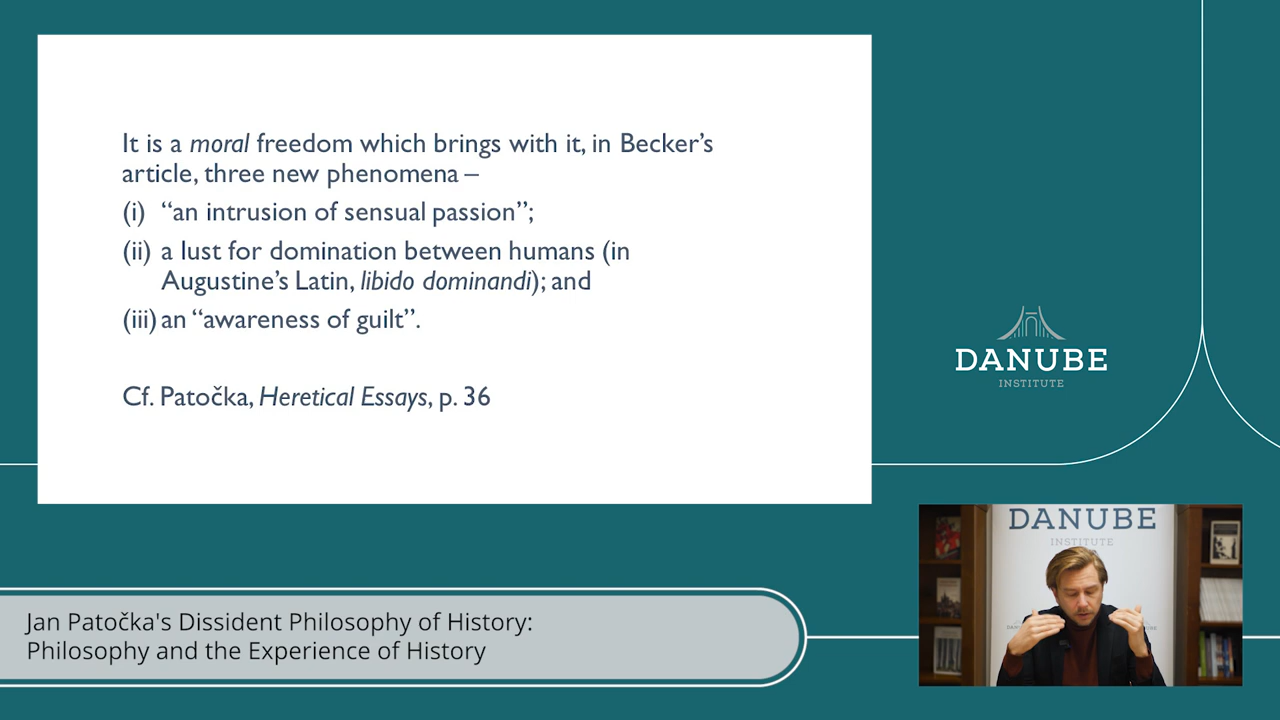 It is a moral freedom which brings with it, in Becker’s
article, three new phenomena –
(i) “an intrusion of sensual passion”;
(ii) a lust for domination between humans (in
Augustine’s Latin, libido dominandi); and
(iii) an “awareness of guilt”.
Cf. Patočka, Heretical Essays, p. 36
DANUBE
INSTITUTE
DANUBE
INSTITUTE
Jan Patočka's Dissident Philosophy of History:
Philosophy and the Experience of History